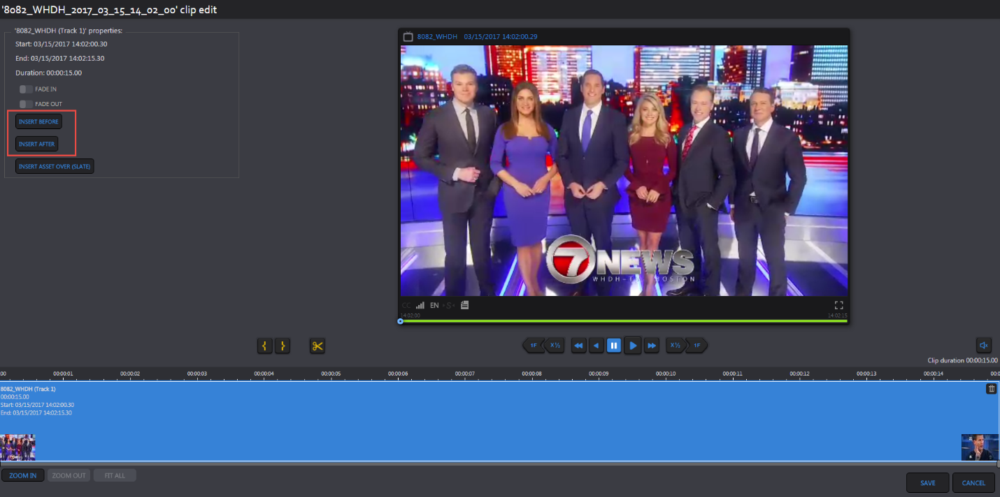 '8082_WHDH_2017_03_15_14_02_00' clip edit
'8082_WHDH (Track 1)' properties:
Start: 03/15/2017 14:02:00.30
End: 03/15/2017 14:02:15.30
Duration: 00:00:15.00
FADE IN
FADE OUT
INSERT BEFORE
INSERT AFTER
INSERT ASSET OVER (SLATE)
8082_WHDH 03/15/2017 14:02:00.29
7NEWS
WHDH-TV BOSTON
CC EN ‹S›
14:02:00 14:02:15
{ }
1F X½ X½ 1F
Clip duration 00:00:15.00
:00 00:00:01 00:00:02 00:00:03 00:00:04 00:00:05 00:00:06 00:00:07 00:00:08 00:00:09 00:00:10 00:00:11 00:00:12 00:00:13 00:00:14 00:0
8082_WHDH (Track 1)
00:00:15.00
Start: 03/15/2017 14:02:00.30
End: 03/15/2017 14:02:15.30
ZOOM IN ZOOM OUT FIT ALL
SAVE CANCEL